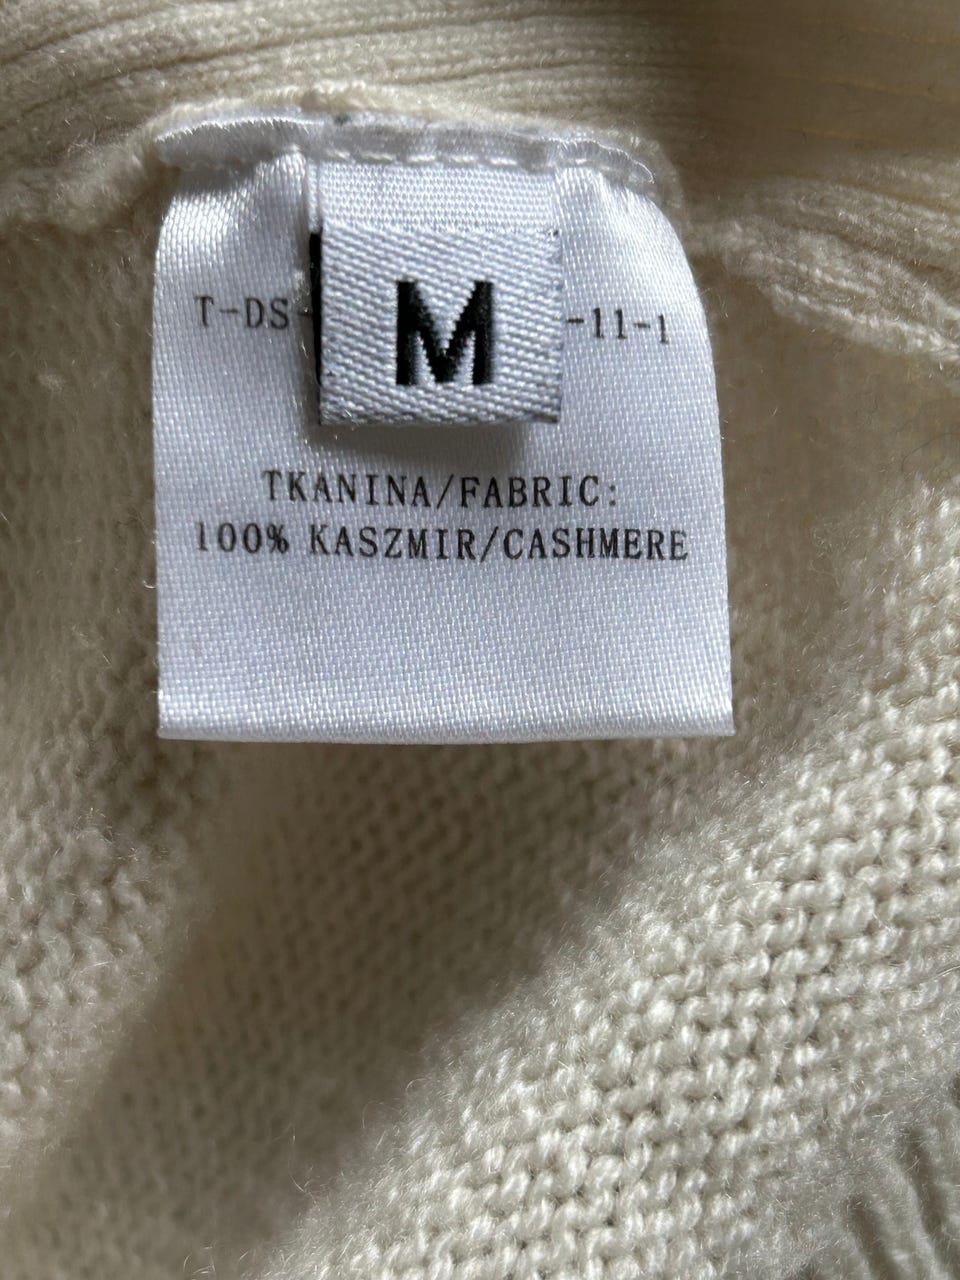 T-DS- M -11-1
TKANINA/FABRIC:
100% KASZMIR/CASHMERE